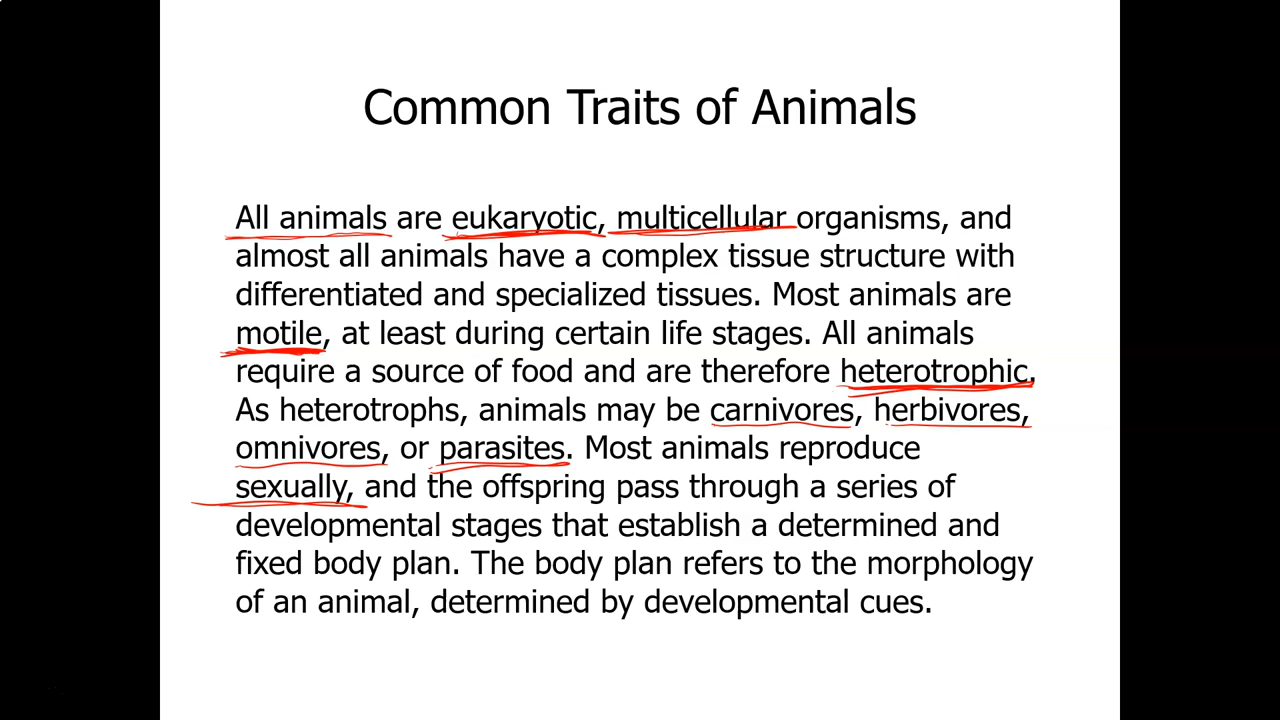 Common Traits of Animals
All animals are eukaryotic, multicellular organisms, and
almost all animals have a complex tissue structure with
differentiated and specialized tissues. Most animals are
motile, at least during certain life stages. All animals
require a source of food and are therefore heterotrophic.
As heterotrophs, animals may be carnivores, herbivores,
omnivores, or parasites. Most animals reproduce
sexually, and the offspring pass through a series of
developmental stages that establish a determined and
fixed body plan. The body plan refers to the morphology
of an animal, determined by developmental cues.